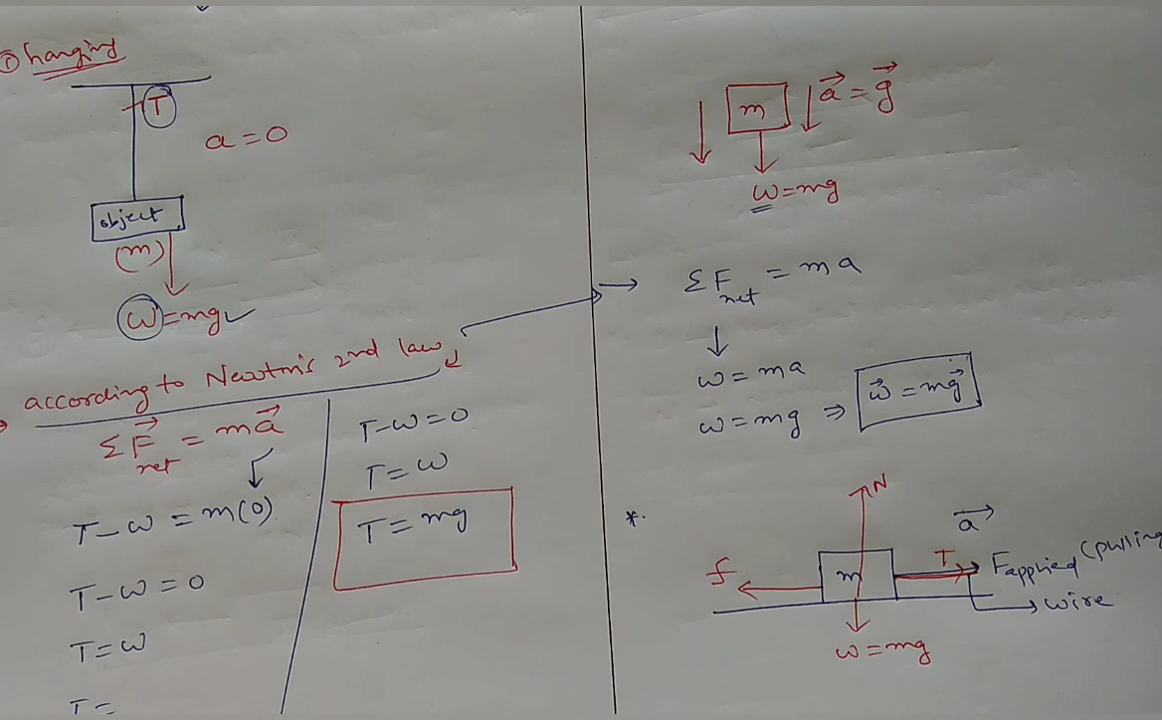 ① hanging
T
a = 0
object
(m)
w = mg
according to Newton's 2nd law
ΣF⃗net = ma⃗
T - w = m(0)
T - w = 0
T = w
T =
T - w = 0
T = w
T = mg
m
a⃗ = g⃗
w = mg
ΣFnet = ma
w = ma
w = mg ⇒ w⃗ = mg⃗
*.
N
a⃗
f
m
T
Fapplied (pulling
wire
w = mg